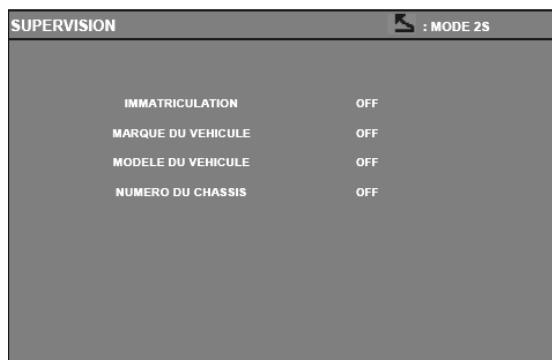 SUPERVISION : MODE 2S
IMMATRICULATION OFF
MARQUE DU VEHICULE OFF
MODELE DU VEHICULE OFF
NUMERO DU CHASSIS OFF